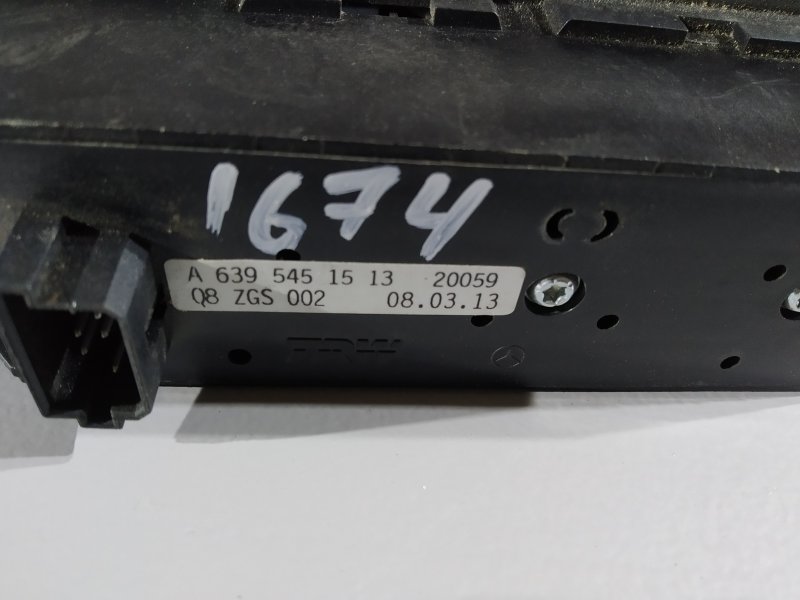 1674
A 639 545 15 13 20059
Q8 ZGS 002 08.03.13
TRW